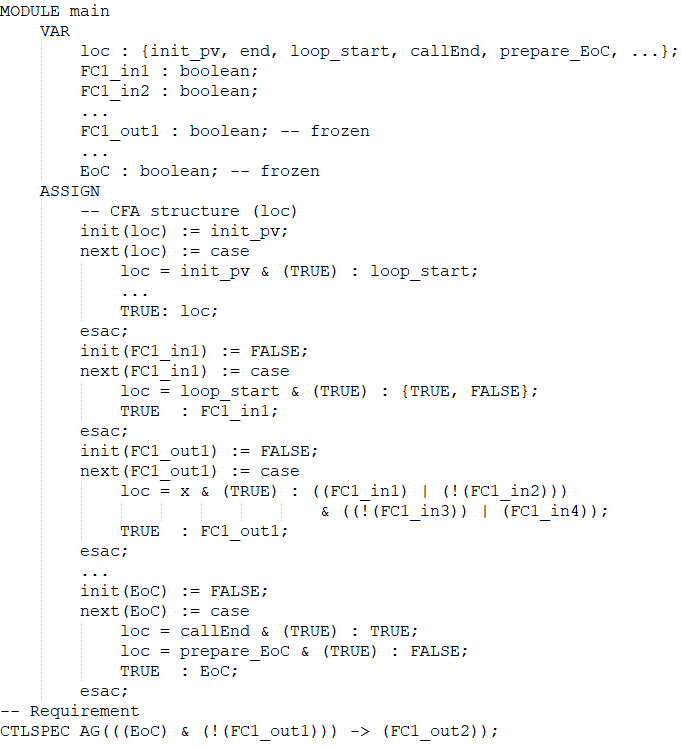 MODULE main
    VAR
        loc : {init_pv, end, loop_start, callEnd, prepare_EoC, ...};
        FC1_in1 : boolean;
        FC1_in2 : boolean;
        ...
        FC1_out1 : boolean; -- frozen
        ...
        EoC : boolean; -- frozen
    ASSIGN
        -- CFA structure (loc)
        init(loc) := init_pv;
        next(loc) := case
            loc = init_pv & (TRUE) : loop_start;
            ...
            TRUE: loc;
        esac;
        init(FC1_in1) := FALSE;
        next(FC1_in1) := case
            loc = loop_start & (TRUE) : {TRUE, FALSE};
            TRUE  : FC1_in1;
        esac;
        init(FC1_out1) := FALSE;
        next(FC1_out1) := case
            loc = x & (TRUE) : ((FC1_in1) | (!(FC1_in2)))
                                & ((!(FC1_in3)) | (FC1_in4));
            TRUE  : FC1_out1;
        esac;
        ...
        init(EoC) := FALSE;
        next(EoC) := case
            loc = callEnd & (TRUE) : TRUE;
            loc = prepare_EoC & (TRUE) : FALSE;
            TRUE  : EoC;
        esac;
-- Requirement
CTLSPEC AG(((EoC) & (!(FC1_out1))) -> (FC1_out2));